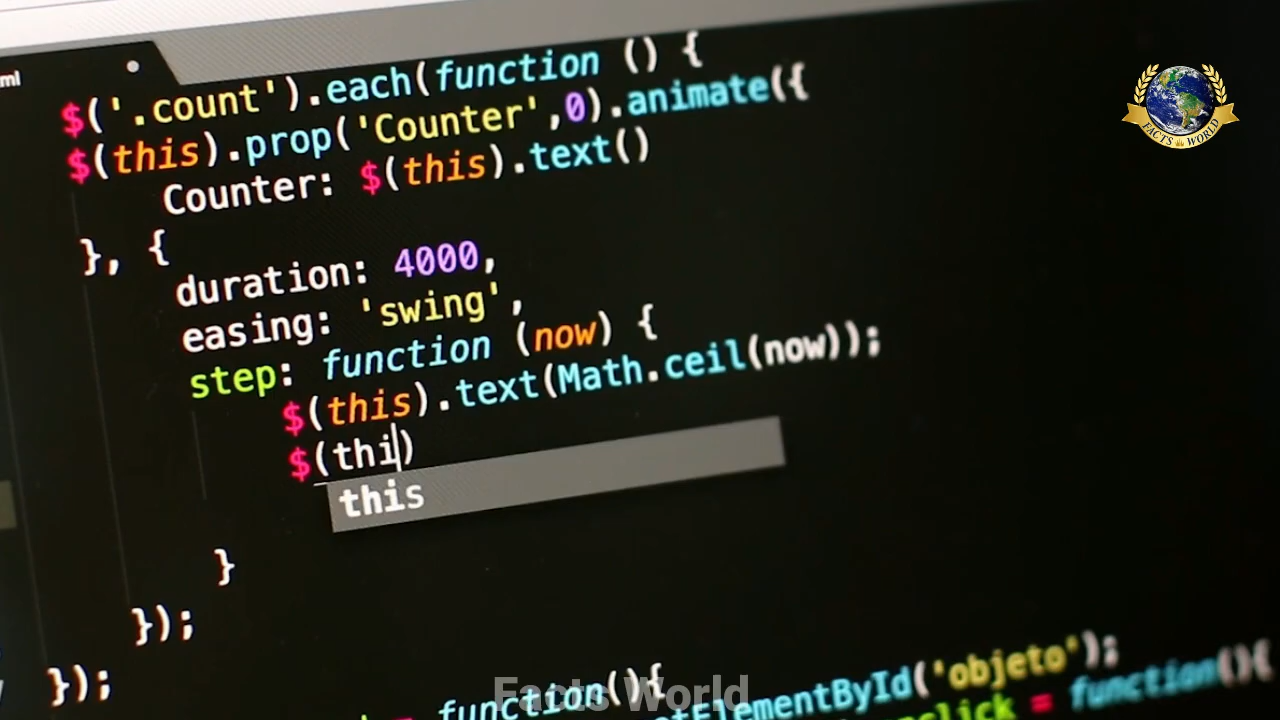 ml
$('.count').each(function () {
$(this).prop('Counter',0).animate({
Counter: $(this).text()
}, {
duration: 4000,
easing: 'swing',
step: function (now) {
$(this).text(Math.ceil(now));
$(thi)
this
}
});
});
function(){
ElementById('objeto');
= function(){
FACTS WORLD
Facts World